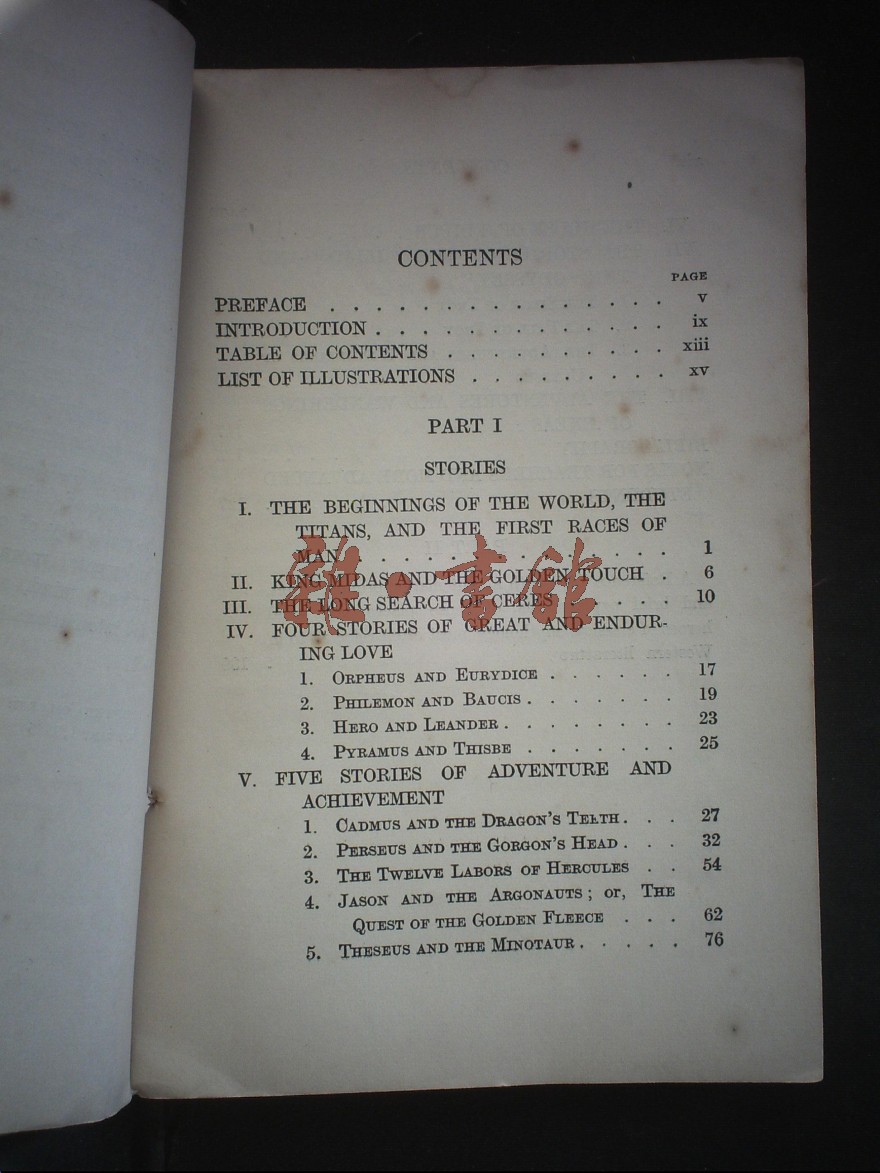 CONTENTS
PAGE
PREFACE . . . . . . . . . . . . . . . v
INTRODUCTION . . . . . . . . . . . . . ix
TABLE OF CONTENTS . . . . . . . . . . xiii
LIST OF ILLUSTRATIONS . . . . . . . . . xv
PART I
STORIES
I. THE BEGINNINGS OF THE WORLD, THE
TITANS, AND THE FIRST RACES OF
MAN . . . . . . . . . . . . . 1
II. KING MIDAS AND THE GOLDEN TOUCH . 6
III. THE LONG SEARCH OF CERES . . . . . 10
IV. FOUR STORIES OF GREAT AND ENDUR-
ING LOVE
1. ORPHEUS AND EURYDICE . . . . . . 17
2. PHILEMON AND BAUCIS . . . . . . . 19
3. HERO AND LEANDER . . . . . . . . 23
4. PYRAMUS AND THISBE . . . . . . . 25
V. FIVE STORIES OF ADVENTURE AND
ACHIEVEMENT
1. CADMUS AND THE DRAGON'S TEETH . . . 27
2. PERSEUS AND THE GORGON'S HEAD . . . 32
3. THE TWELVE LABORS OF HERCULES . . 54
4. JASON AND THE ARGONAUTS; or, THE
QUEST OF THE GOLDEN FLEECE . . . 62
5. THESEUS AND THE MINOTAUR . . . . . 76
書館